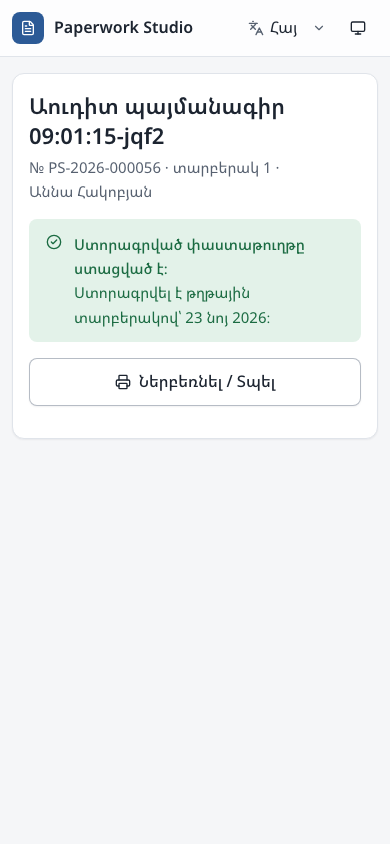 Paperwork Studio
Հայ
Աուդիտ պայմանագիր
09:01:15-jqf2
№ PS-2026-000056 · տարբերակ 1 ·
Աննա Հակոբյան
Ստորագրված փաստաթուղթը
ստացված է:
Ստորագրվել է թղթային
տարբերակով՝ 23 նոյ 2026:
Ներբեռնել / Տպել